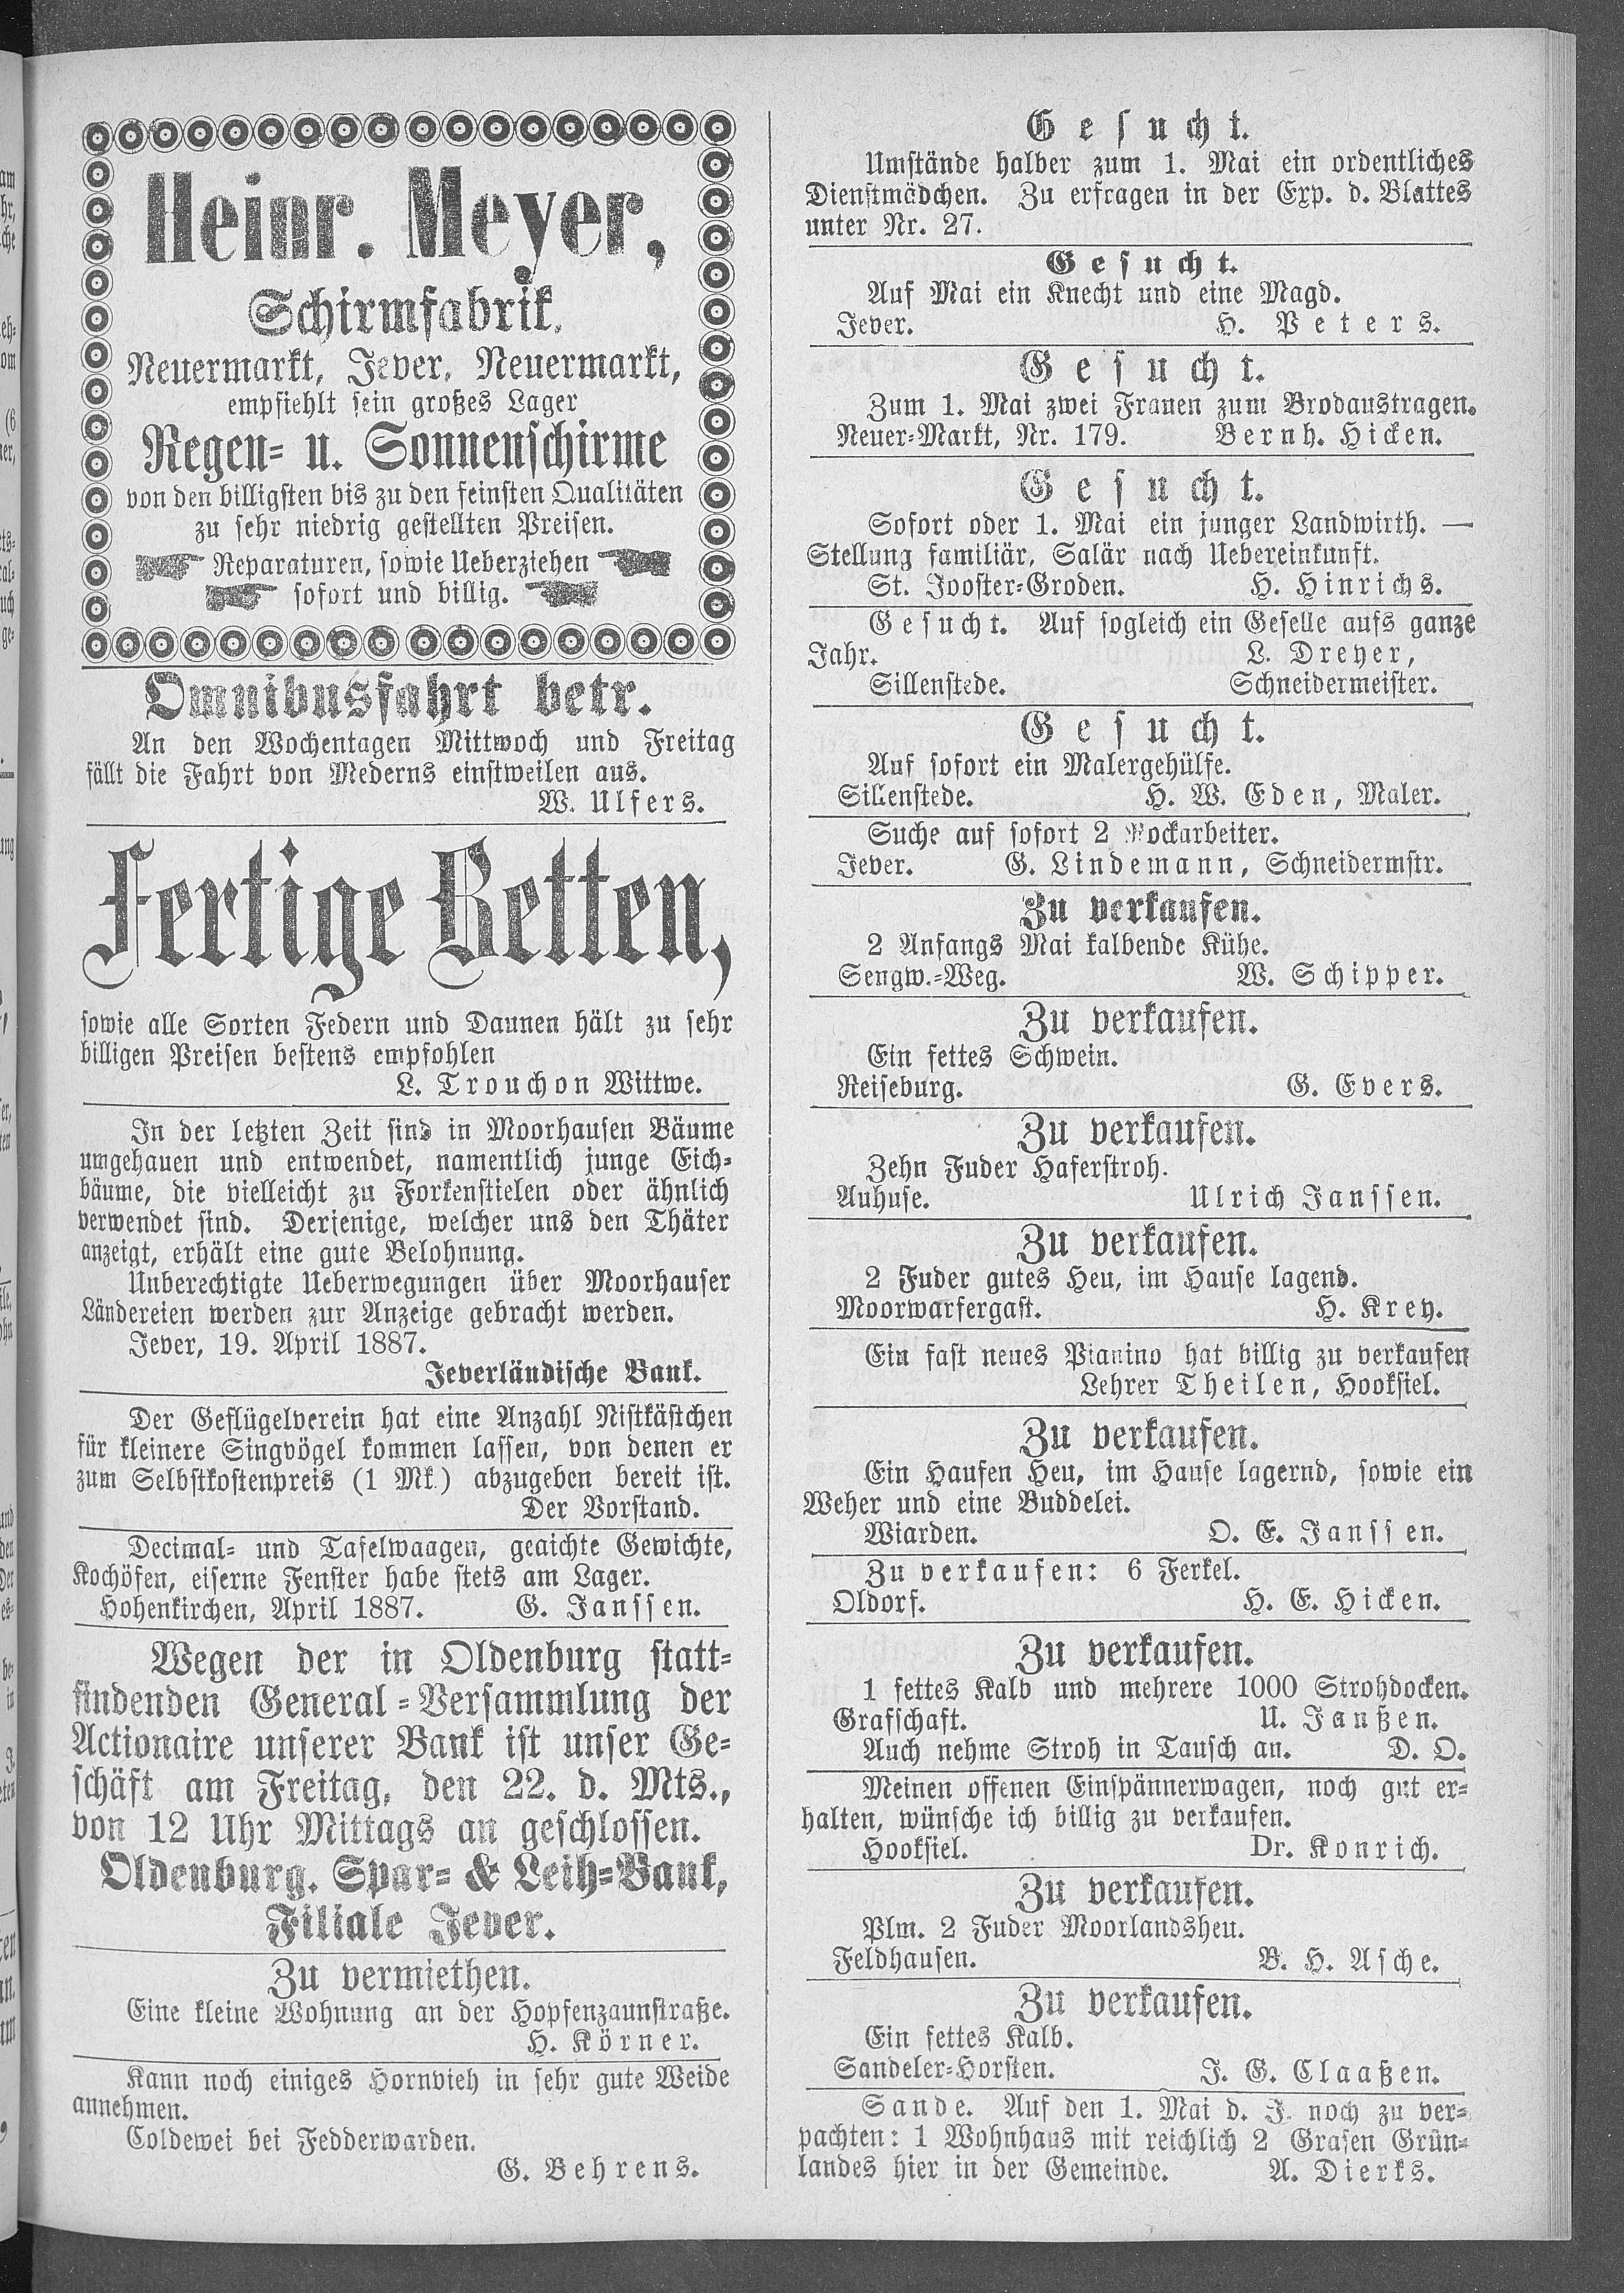 Heinr. Meyer,
Schirmfabrik,
Neuermarkt, Jever, Neuermarkt,
empfiehlt sein großes Lager
Regen- u. Sonnenschirme
von den billigsten bis zu den feinsten Qualitäten
zu sehr niedrig gestellten Preisen.
Reparaturen, sowie Ueberziehen
sofort und billig.
Omnibusfahrt betr.
An den Wochentagen Mittwoch und Freitag
fällt die Fahrt von Mederns einstweilen aus.
W. Ulfers.
Fertige Betten,
sowie alle Sorten Federn und Daunen hält zu sehr
billigen Preisen bestens empfohlen
L. Trouchon Wittwe.
In der letzten Zeit sind in Moorhausen Bäume
umgehauen und entwendet, namentlich junge Eich-
bäume, die vielleicht zu Forkenstielen oder ähnlich
verwendet sind. Derjenige, welcher uns den Thäter
anzeigt, erhält eine gute Belohnung.
Unberechtigte Ueberwegungen über Moorhauser
Ländereien werden zur Anzeige gebracht werden.
Jever, 19. April 1887.
Jeverländische Bank.
Der Geflügelverein hat eine Anzahl Nistkästchen
für kleinere Singvögel kommen lassen, von denen er
zum Selbstkostenpreis (1 Mk.) abzugeben bereit ist.
Der Vorstand.
Decimal- und Tafelwaagen, geaichte Gewichte,
Kochöfen, eiserne Fenster habe stets am Lager.
Hohenkirchen, April 1887. G. Janssen.
Wegen der in Oldenburg statt-
findenden General-Versammlung der
Actionaire unserer Bank ist unser Ge-
schäft am Freitag, den 22. d. Mts.,
von 12 Uhr Mittags an geschlossen.
Oldenburg. Spar- & Leih-Bank,
Filiale Jever.
Zu vermiethen.
Eine kleine Wohnung an der Hopfenzaunstraße.
H. Körner.
Kann noch einiges Hornvieh in sehr gute Weide
annehmen.
Coldewei bei Fedderwarden.
G. Behrens.
Gesucht.
Umstände halber zum 1. Mai ein ordentliches
Dienstmädchen. Zu erfragen in der Exp. d. Blattes
unter Nr. 27.
Gesucht.
Auf Mai ein Knecht und eine Magd.
Jever. H. Peters.
Gesucht.
Zum 1. Mai zwei Frauen zum Brodaustragen.
Neuer-Markt, Nr. 179. Bernh. Hicken.
Gesucht.
Sofort oder 1. Mai ein junger Landwirth. —
Stellung familiär, Salär nach Uebereinkunft.
St. Jooster-Groden. H. Hinrichs.
Gesucht. Auf sogleich ein Geselle aufs ganze
Jahr. L. Dreyer,
Sillenstede. Schneidermeister.
Gesucht.
Auf sofort ein Malergehülfe.
Sillenstede. H. W. Eden, Maler.
Suche auf sofort 2 Rockarbeiter.
Jever. G. Lindemann, Schneidermstr.
Zu verkaufen.
2 Anfangs Mai kalbende Kühe.
Sengw.-Weg. W. Schipper.
Zu verkaufen.
Ein fettes Schwein.
Reiseburg. G. Evers.
Zu verkaufen.
Zehn Fuder Haferstroh.
Auhuse. Ulrich Janssen.
Zu verkaufen.
2 Fuder gutes Heu, im Hause lagend.
Moorwarfergast. H. Krey.
Ein fast neues Pianino hat billig zu verkaufen
Lehrer Theilen, Hooksiel.
Zu verkaufen.
Ein Haufen Heu, im Hause lagernd, sowie ein
Weher und eine Buddelei.
Wiarden. O. E. Janssen.
Zu verkaufen: 6 Ferkel.
Oldorf. H. E. Hicken.
Zu verkaufen.
1 fettes Kalb und mehrere 1000 Strohdocken.
Grafschaft. U. Janßen.
Auch nehme Stroh in Tausch an. D. O.
Meinen offenen Einspännerwagen, noch gut er-
halten, wünsche ich billig zu verkaufen.
Hooksiel. Dr. Konrich.
Zu verkaufen.
Plm. 2 Fuder Moorlandsheu.
Feldhausen. B. H. Asche.
Zu verkaufen.
Ein fettes Kalb.
Sandeler-Horsten. J. G. Claaßen.
Sande. Auf den 1. Mai d. J. noch zu ver-
pachten: 1 Wohnhaus mit reichlich 2 Grasen Grün-
landes hier in der Gemeinde. A. Dierks.